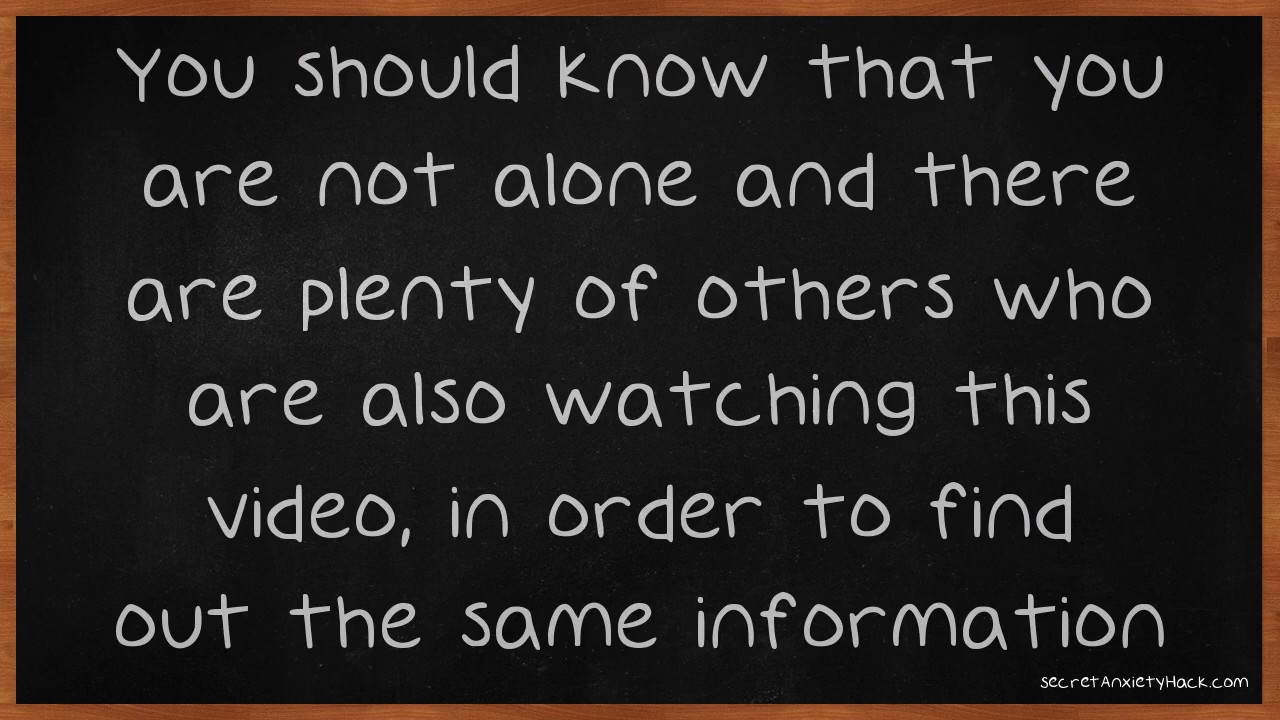 You should know that you
are not alone and there
are plenty of others who
are also watching this
video, in order to find
out the same information
secretAnxietyHack.com